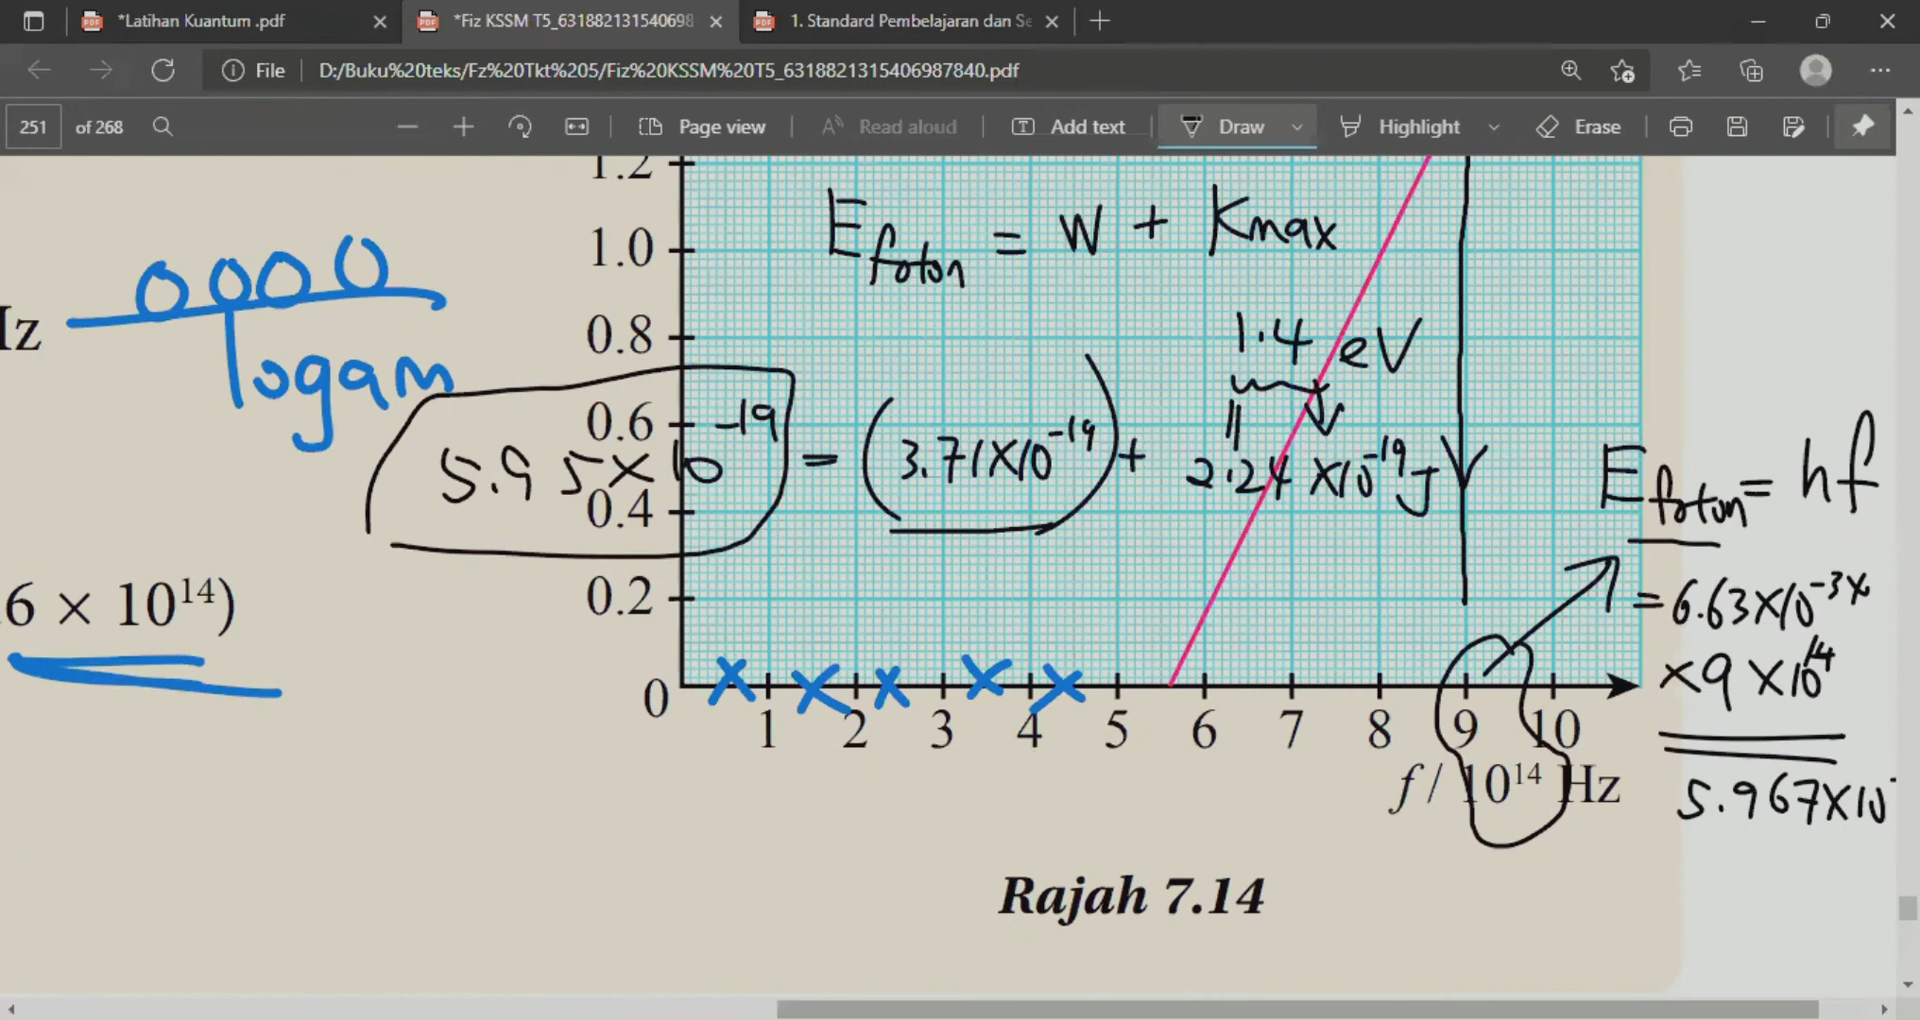 *Latihan Kuantum .pdf
*Fiz KSSM T5_631882131540698
1. Standard Pembelajaran dan Se
File
D:/Buku%20teks/Fz%20Tkt%205/Fiz%20KSSM%20T5_6318821315406987840.pdf
251 of 268
Page view
Read aloud
Add text
Draw
Highlight
Erase
1.2
1.0
0.8
0.6
0.4
0.2
0
E foton = W + Kmax
Hz
logam
1.4 eV
||
5.95 × 10⁻¹⁹ = (3.71×10⁻¹⁹) + 2.24 ×10⁻¹⁹ J
E foton = hf
6 × 10¹⁴)
= 6.63×10⁻³
×9 ×10¹⁴
5.967×10
1 2 3 4 5 6 7 8 9 10
f / 10¹⁴ Hz
Rajah 7.14